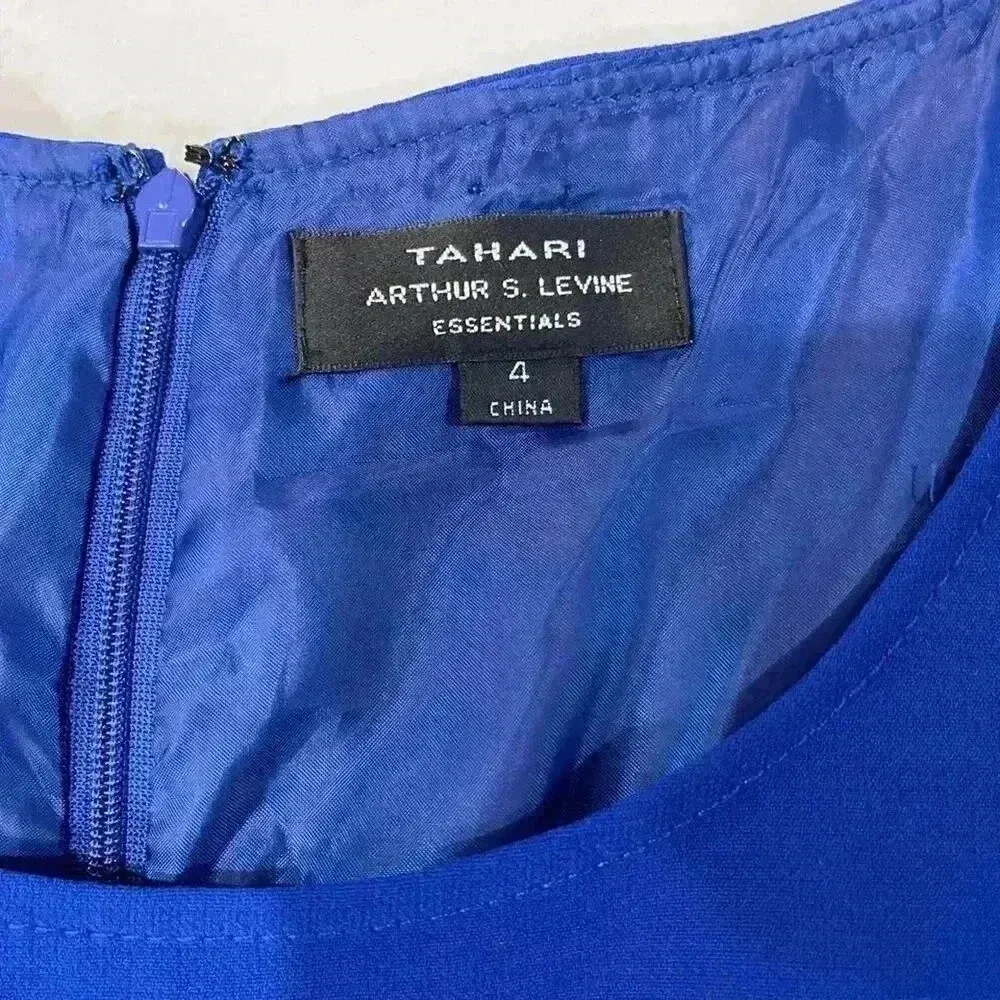 TAHARI
ARTHUR S. LEVINE
ESSENTIALS
4
CHINA